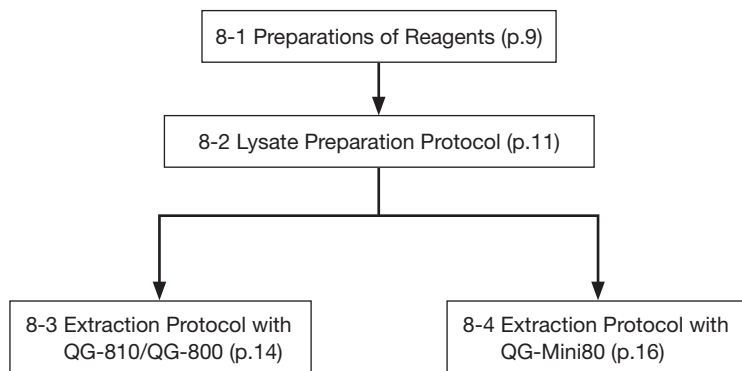 8-1 Preparations of Reagents (p.9)
8-2 Lysate Preparation Protocol (p.11)
8-3 Extraction Protocol with
QG-810/QG-800 (p.14)
8-4 Extraction Protocol with
QG-Mini80 (p.16)